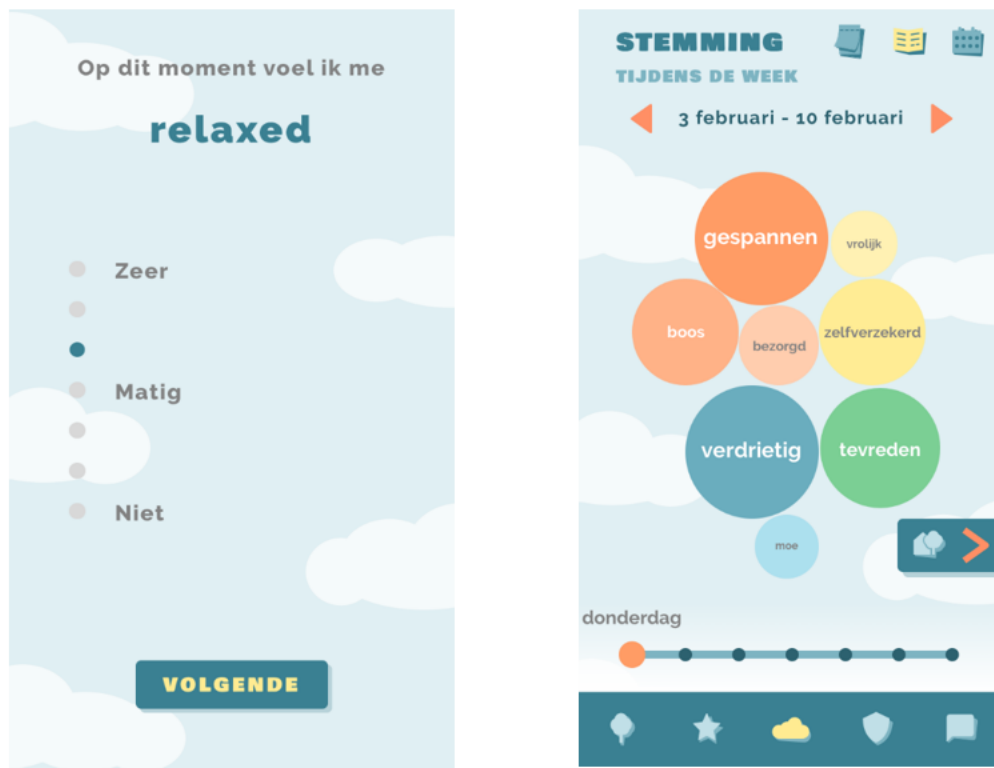 Op dit moment voel ik me
relaxed
Zeer
Matig
Niet
VOLGENDE
STEMMING
TIJDENS DE WEEK
3 februari - 10 februari
gespannen
vrolijk
boos
bezorgd
zelfverzekerd
verdrietig
tevreden
moe
donderdag